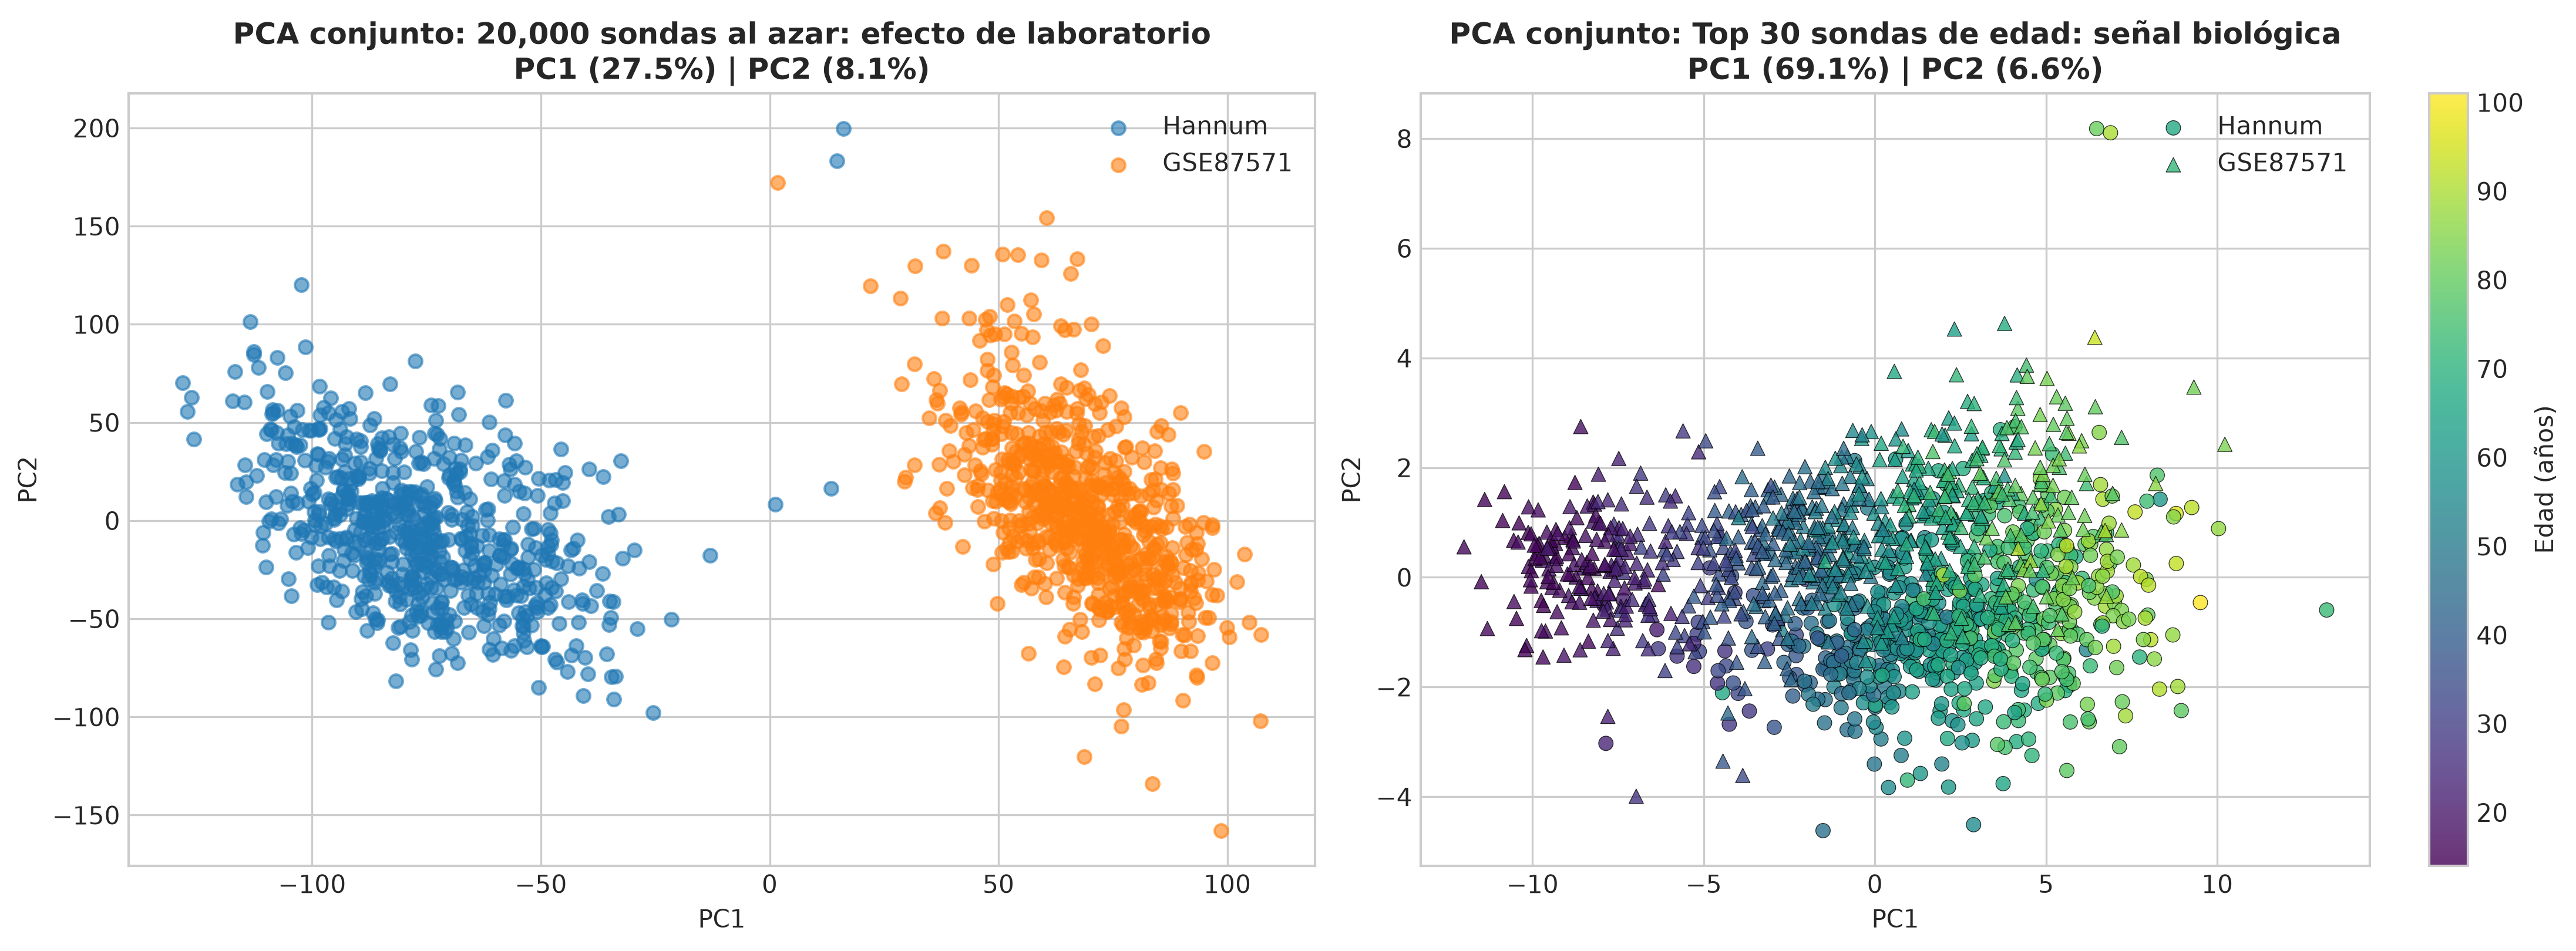 PCA conjunto: 20,000 sondas al azar: efecto de laboratorio
PC1 (27.5%) | PC2 (8.1%)
Hannum
GSE87571
200
150
100
50
0
−50
−100
−150
PC2
−100
−50
0
50
100
PC1
PCA conjunto: Top 30 sondas de edad: señal biológica
PC1 (69.1%) | PC2 (6.6%)
Hannum
GSE87571
8
6
4
2
0
−2
−4
PC2
−10
−5
0
5
10
PC1
100
90
80
70
60
50
40
30
20
Edad (años)